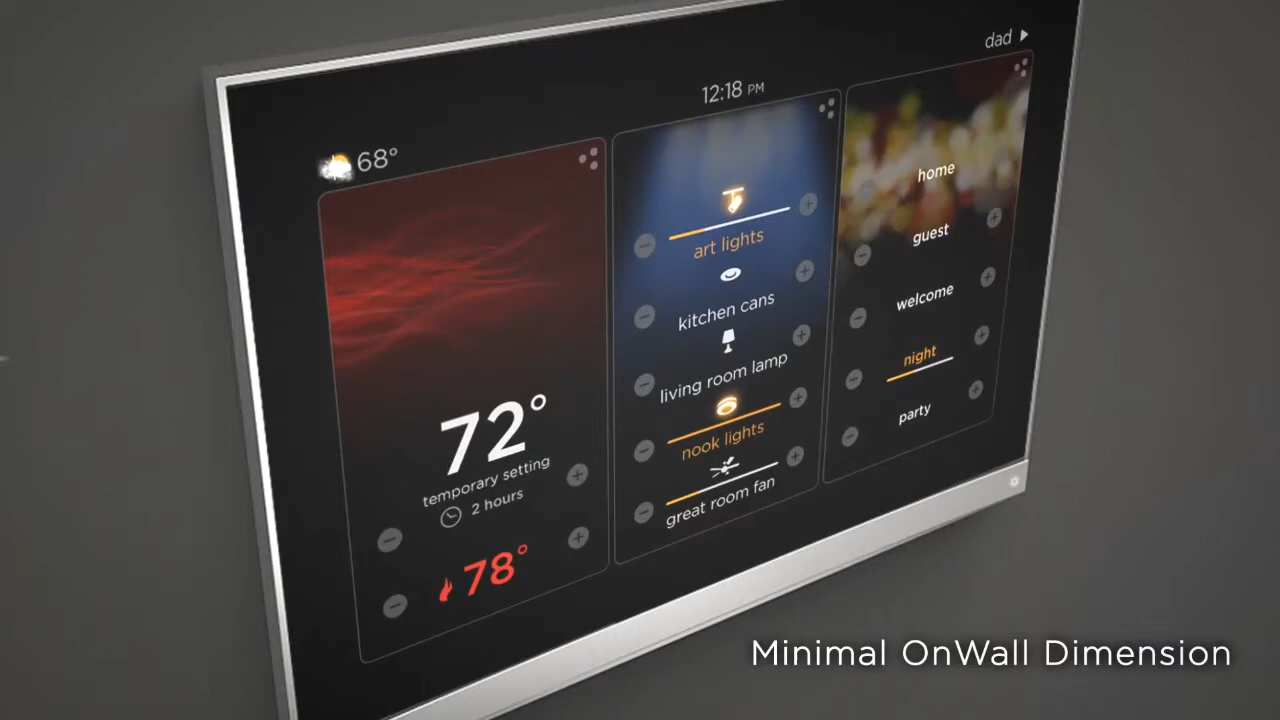 dad
12:18 PM
68°
72°
temporary setting
2 hours
78°
art lights
kitchen cans
living room lamp
nook lights
great room fan
home
guest
welcome
night
party
Minimal OnWall Dimension